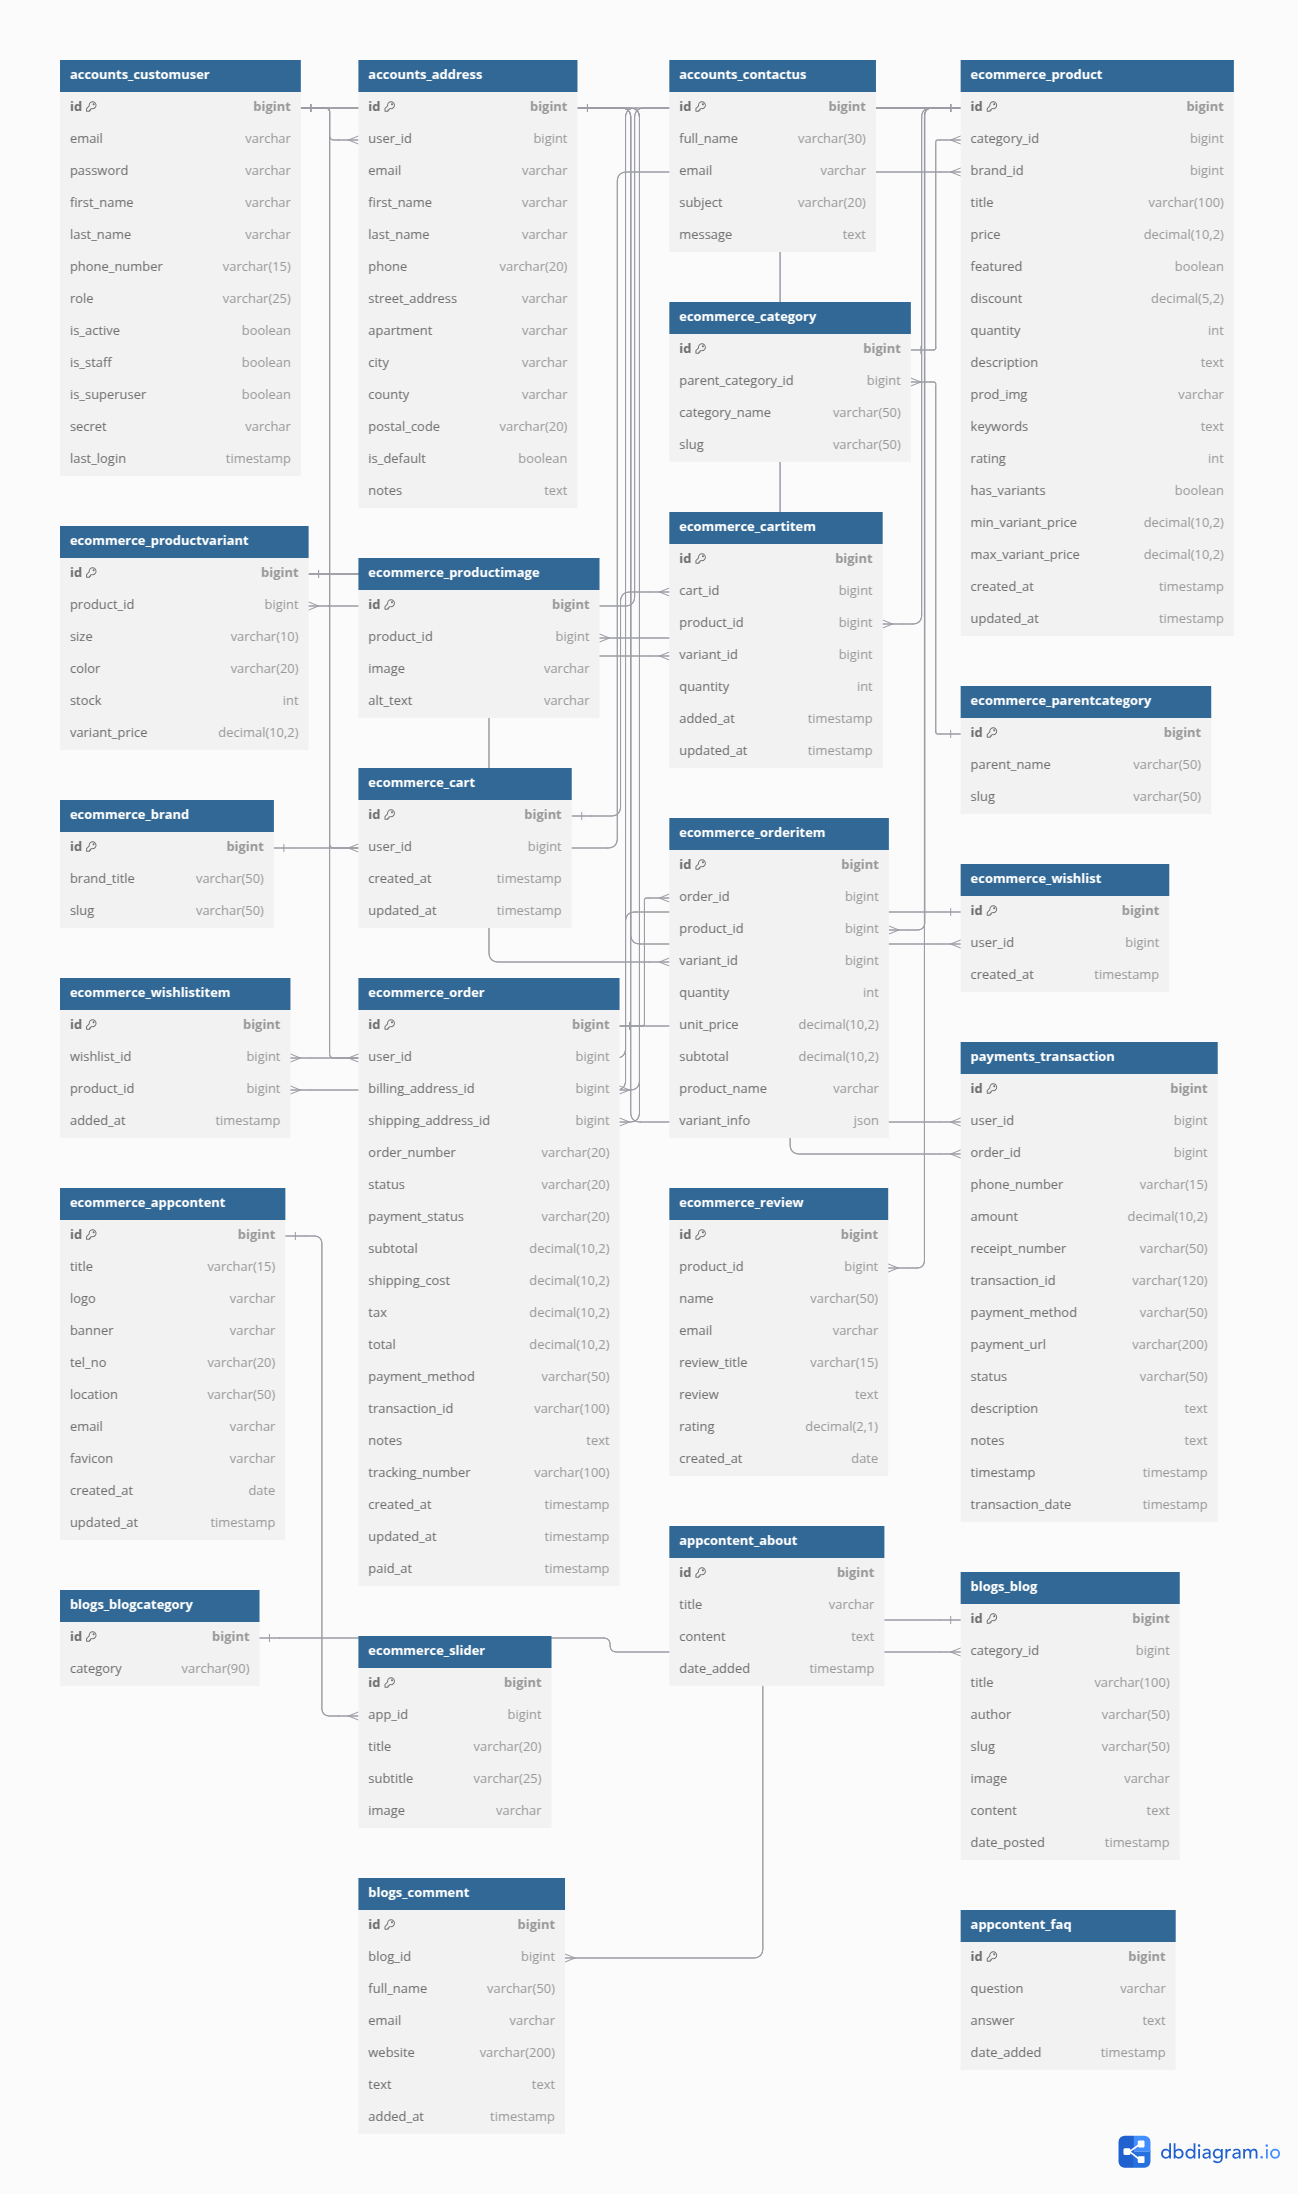 accounts_customuser
id bigint
email varchar
password varchar
first_name varchar
last_name varchar
phone_number varchar(15)
role varchar(25)
is_active boolean
is_staff boolean
is_superuser boolean
secret varchar
last_login timestamp
accounts_address
id bigint
user_id bigint
email varchar
first_name varchar
last_name varchar
phone varchar(20)
street_address varchar
apartment varchar
city varchar
county varchar
postal_code varchar(20)
is_default boolean
notes text
accounts_contactus
id bigint
full_name varchar(30)
email varchar
subject varchar(20)
message text
ecommerce_product
id bigint
category_id bigint
brand_id bigint
title varchar(100)
price decimal(10,2)
featured boolean
discount decimal(5,2)
quantity int
description text
prod_img varchar
keywords text
rating int
has_variants boolean
min_variant_price decimal(10,2)
max_variant_price decimal(10,2)
created_at timestamp
updated_at timestamp
ecommerce_category
id bigint
parent_category_id bigint
category_name varchar(50)
slug varchar(50)
ecommerce_productvariant
id bigint
product_id bigint
size varchar(10)
color varchar(20)
stock int
variant_price decimal(10,2)
ecommerce_productimage
id bigint
product_id bigint
image varchar
alt_text varchar
ecommerce_cartitem
id bigint
cart_id bigint
product_id bigint
variant_id bigint
quantity int
added_at timestamp
updated_at timestamp
ecommerce_parentcategory
id bigint
parent_name varchar(50)
slug varchar(50)
ecommerce_brand
id bigint
brand_title varchar(50)
slug varchar(50)
ecommerce_cart
id bigint
user_id bigint
created_at timestamp
updated_at timestamp
ecommerce_orderitem
id bigint
order_id bigint
product_id bigint
variant_id bigint
quantity int
unit_price decimal(10,2)
subtotal decimal(10,2)
product_name varchar
variant_info json
ecommerce_wishlist
id bigint
user_id bigint
created_at timestamp
ecommerce_wishlistitem
id bigint
wishlist_id bigint
product_id bigint
added_at timestamp
ecommerce_order
id bigint
user_id bigint
billing_address_id bigint
shipping_address_id bigint
order_number varchar(20)
status varchar(20)
payment_status varchar(20)
subtotal decimal(10,2)
shipping_cost decimal(10,2)
tax decimal(10,2)
total decimal(10,2)
payment_method varchar(50)
transaction_id varchar(100)
notes text
tracking_number varchar(100)
created_at timestamp
updated_at timestamp
paid_at timestamp
payments_transaction
id bigint
user_id bigint
order_id bigint
phone_number varchar(15)
amount decimal(10,2)
receipt_number varchar(50)
transaction_id varchar(120)
payment_method varchar(50)
payment_url varchar(200)
status varchar(50)
description text
notes text
timestamp timestamp
transaction_date timestamp
ecommerce_appcontent
id bigint
title varchar(15)
logo varchar
banner varchar
tel_no varchar(20)
location varchar(50)
email varchar
favicon varchar
created_at date
updated_at timestamp
ecommerce_review
id bigint
product_id bigint
name varchar(50)
email varchar
review_title varchar(15)
review text
rating decimal(2,1)
created_at date
appcontent_about
id bigint
title varchar
content text
date_added timestamp
blogs_blog
id bigint
category_id bigint
title varchar(100)
author varchar(50)
slug varchar(50)
image varchar
content text
date_posted timestamp
blogs_blogcategory
id bigint
category varchar(90)
ecommerce_slider
id bigint
app_id bigint
title varchar(20)
subtitle varchar(25)
image varchar
blogs_comment
id bigint
blog_id bigint
full_name varchar(50)
email varchar
website varchar(200)
text text
added_at timestamp
appcontent_faq
id bigint
question varchar
answer text
date_added timestamp
dbdiagram.io